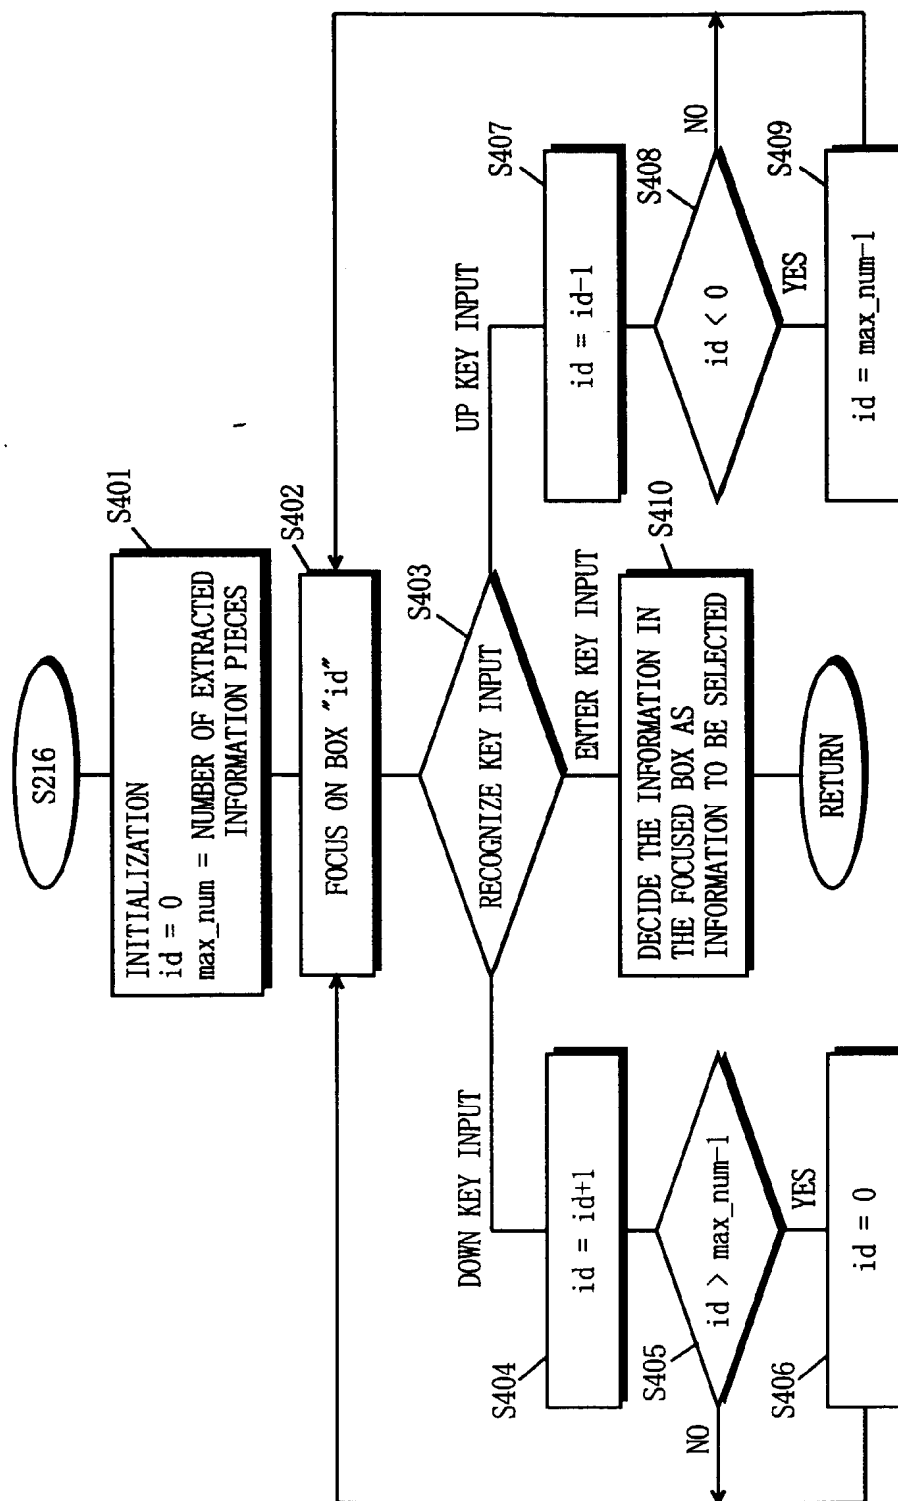 S216
S401
INITIALIZATION
id = 0
max_num = NUMBER OF EXTRACTED
INFORMATION PIECES
S402
FOCUS ON BOX "id"
S403
RECOGNIZE KEY INPUT
DOWN KEY INPUT
ENTER KEY INPUT
UP KEY INPUT
S404
id = id+1
S405
id > max_num-1
NO
YES
S406
id = 0
S410
DECIDE THE INFORMATION IN
THE FOCUSED BOX AS
INFORMATION TO BE SELECTED
RETURN
S407
id = id-1
S408
id < 0
NO
YES
S409
id = max_num-1